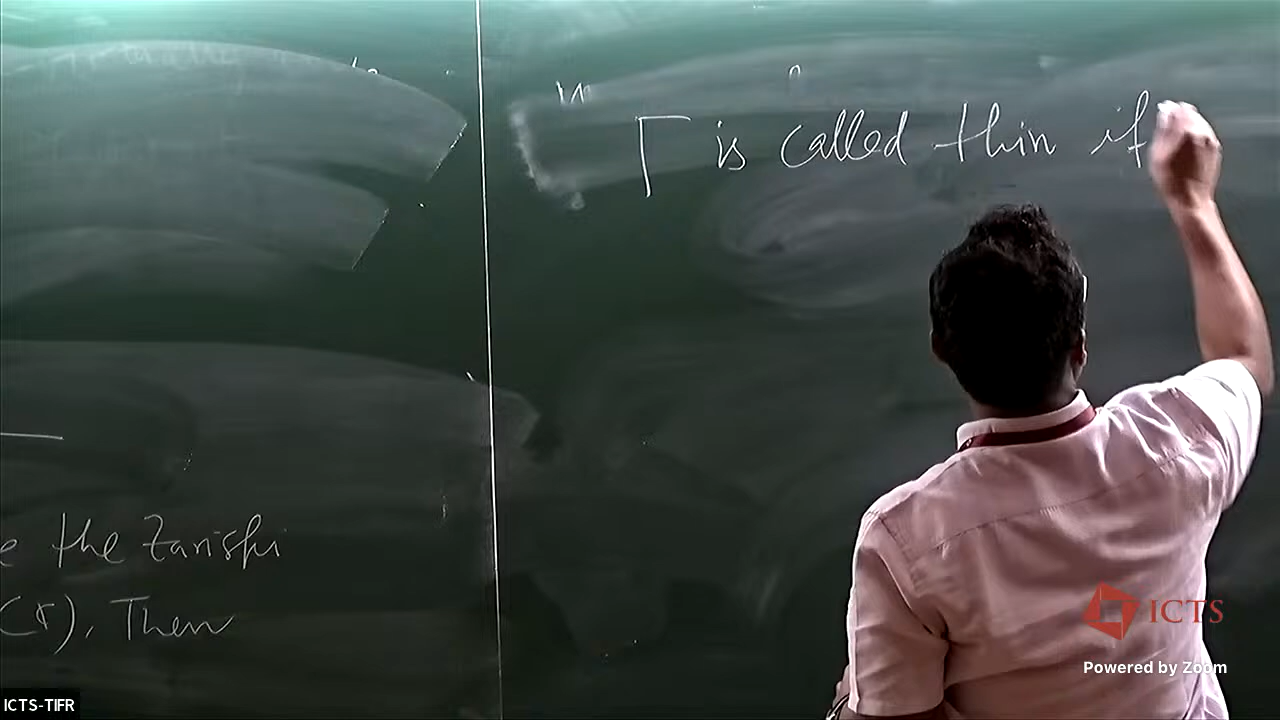 Γ is called thin if
the Zariski
(γ). Then
ICTS
Powered by Zoom
ICTS-TIFR